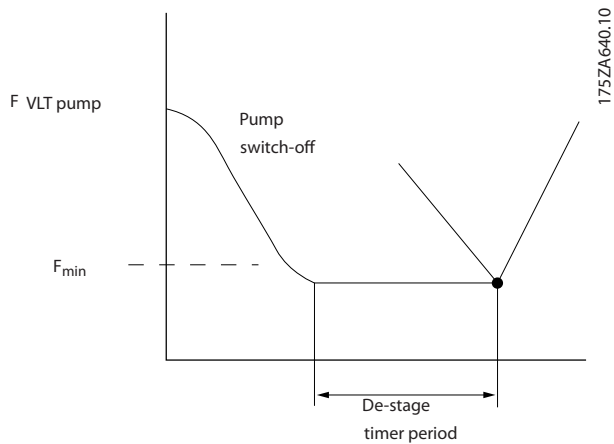 175ZA640.10
F VLT pump
Pump
switch-off
Fmin
De-stage
timer period